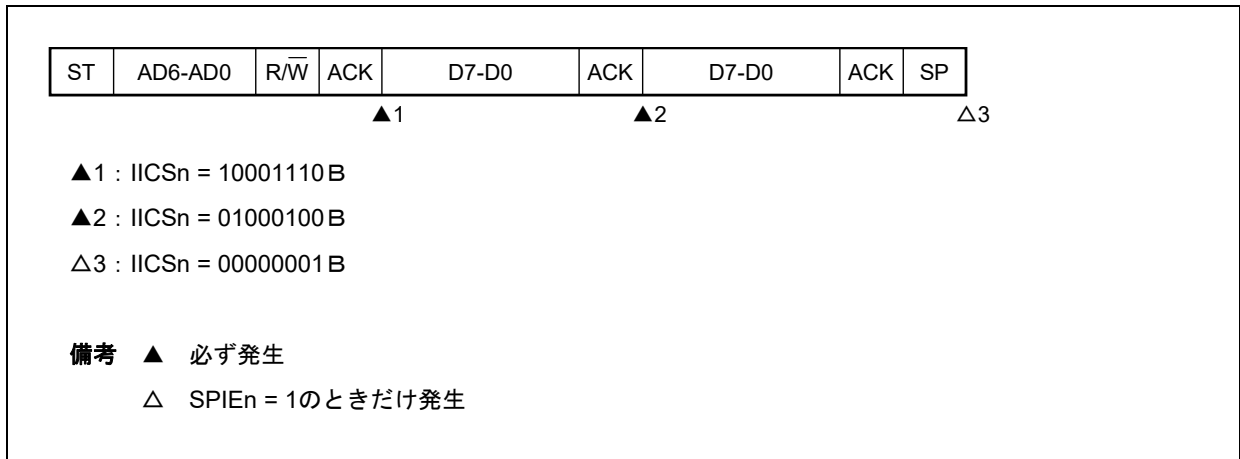 ST AD6-AD0 R/W̅ ACK D7-D0 ACK D7-D0 ACK SP
▲1 ▲2 △3
▲1：IICSn = 10001110B
▲2：IICSn = 01000100B
△3：IICSn = 00000001B
備考 ▲ 必ず発生
△ SPIEn = 1のときだけ発生